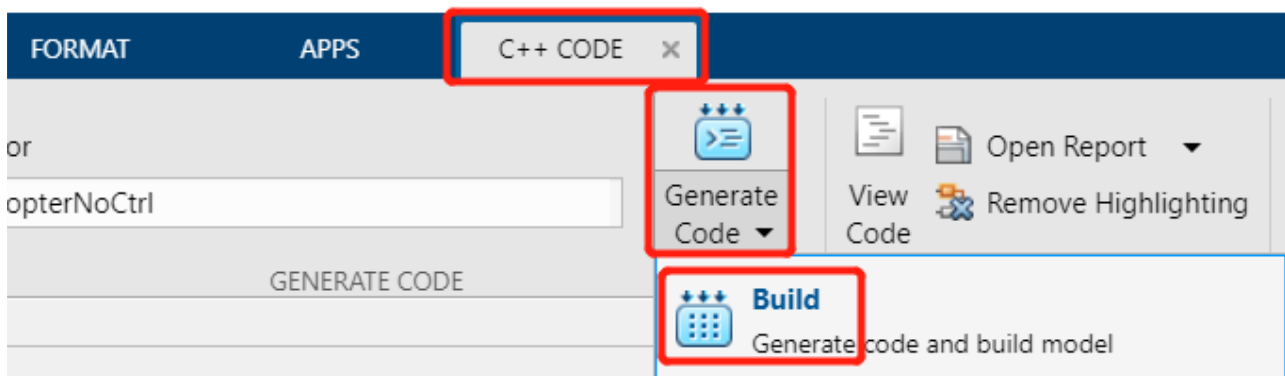 FORMAT APPS C++ CODE
or
opterNoCtrl
Generate
Code
View
Code
Open Report
Remove Highlighting
GENERATE CODE
Build
Generate code and build model